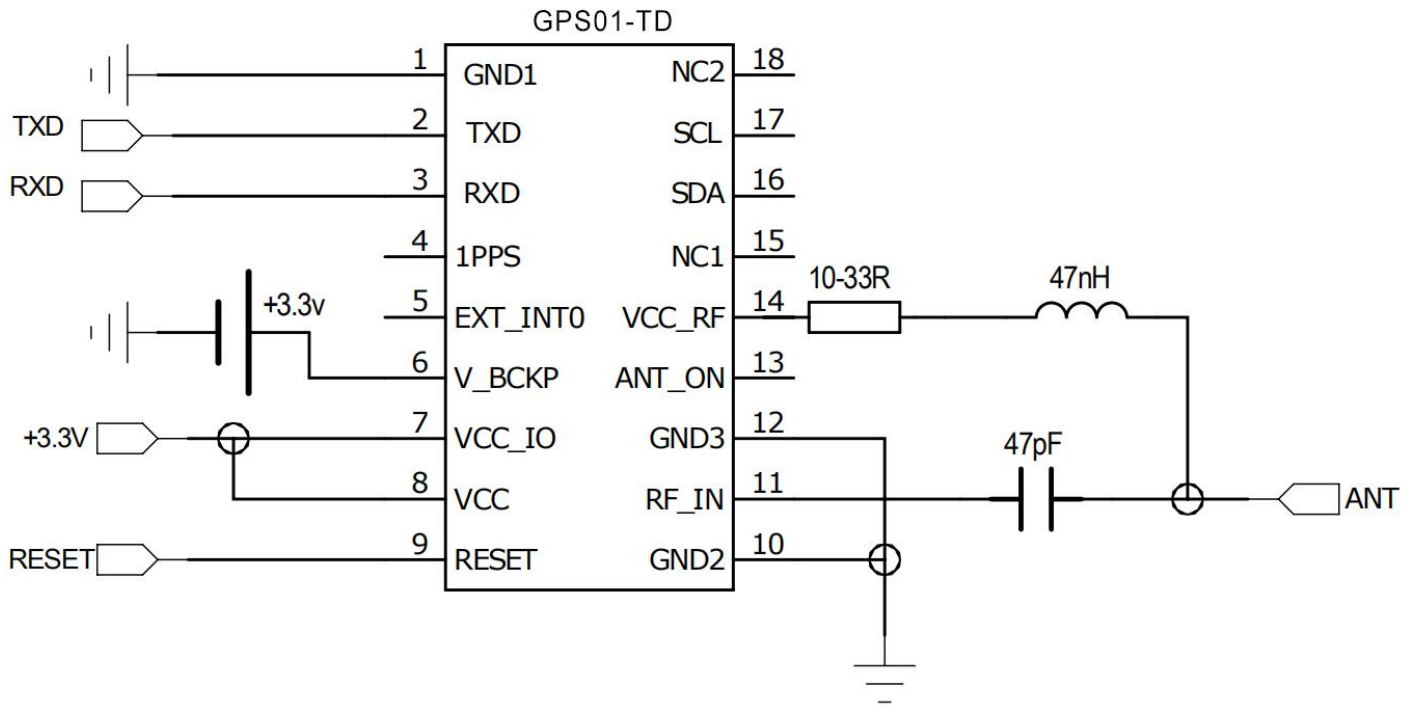 GPS01-TD
1 GND1 NC2 18
TXD 2 TXD SCL 17
RXD 3 RXD SDA 16
4 1PPS NC1 15
10-33R 47nH
+3.3v 5 EXT_INT0 VCC_RF 14
6 V_BCKP ANT_ON 13
+3.3V 7 VCC_IO GND3 12
47pF
8 VCC RF_IN 11 ANT
RESET 9 RESET GND2 10